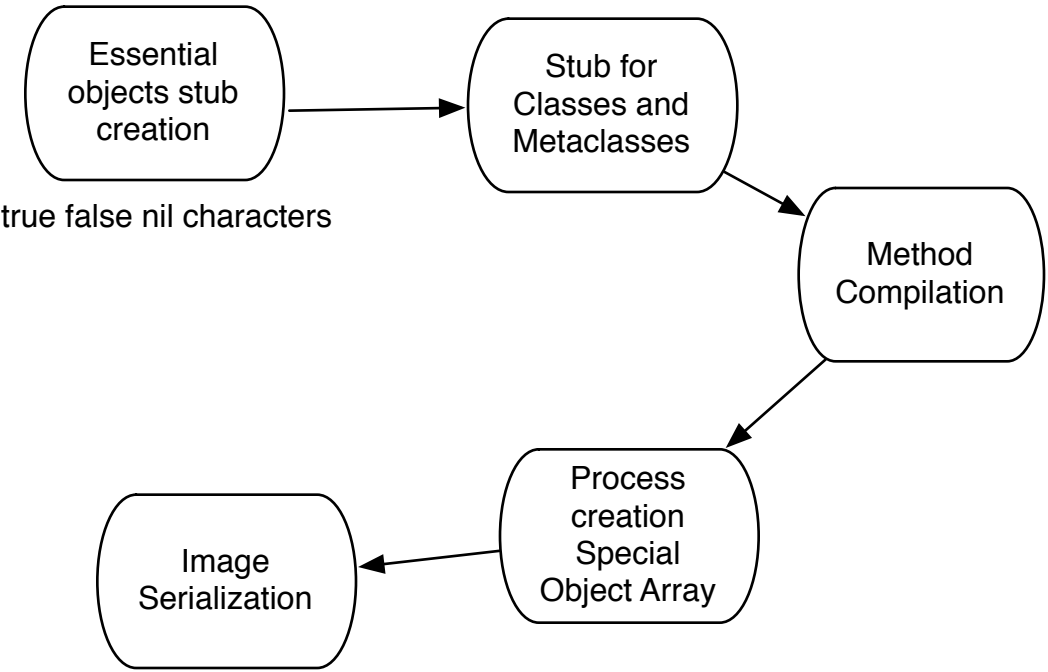 Essential
objects stub
creation
true false nil characters
Stub for
Classes and
Metaclasses
Method
Compilation
Process
creation
Special
Object Array
Image
Serialization